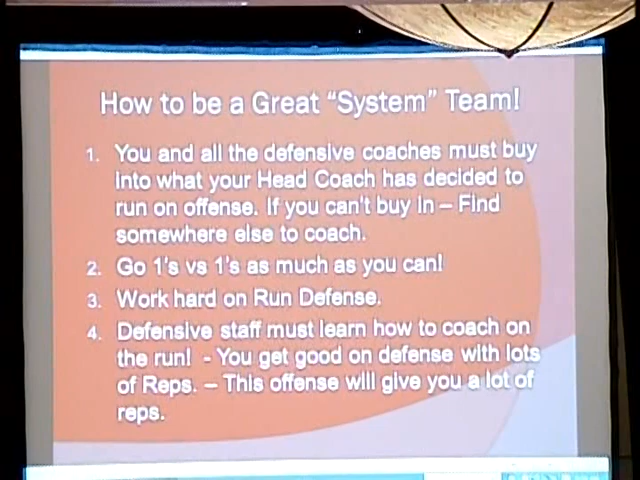 How to be a Great “System” Team!
1. You and all the defensive coaches must buy
into what your Head Coach has decided to
run on offense. If you can't buy in – Find
somewhere else to coach.
2. Go 1's vs 1's as much as you can!
3. Work hard on Run Defense.
4. Defensive staff must learn how to coach on
the run! - You get good on defense with lots
of Reps. – This offense will give you a lot of
reps.